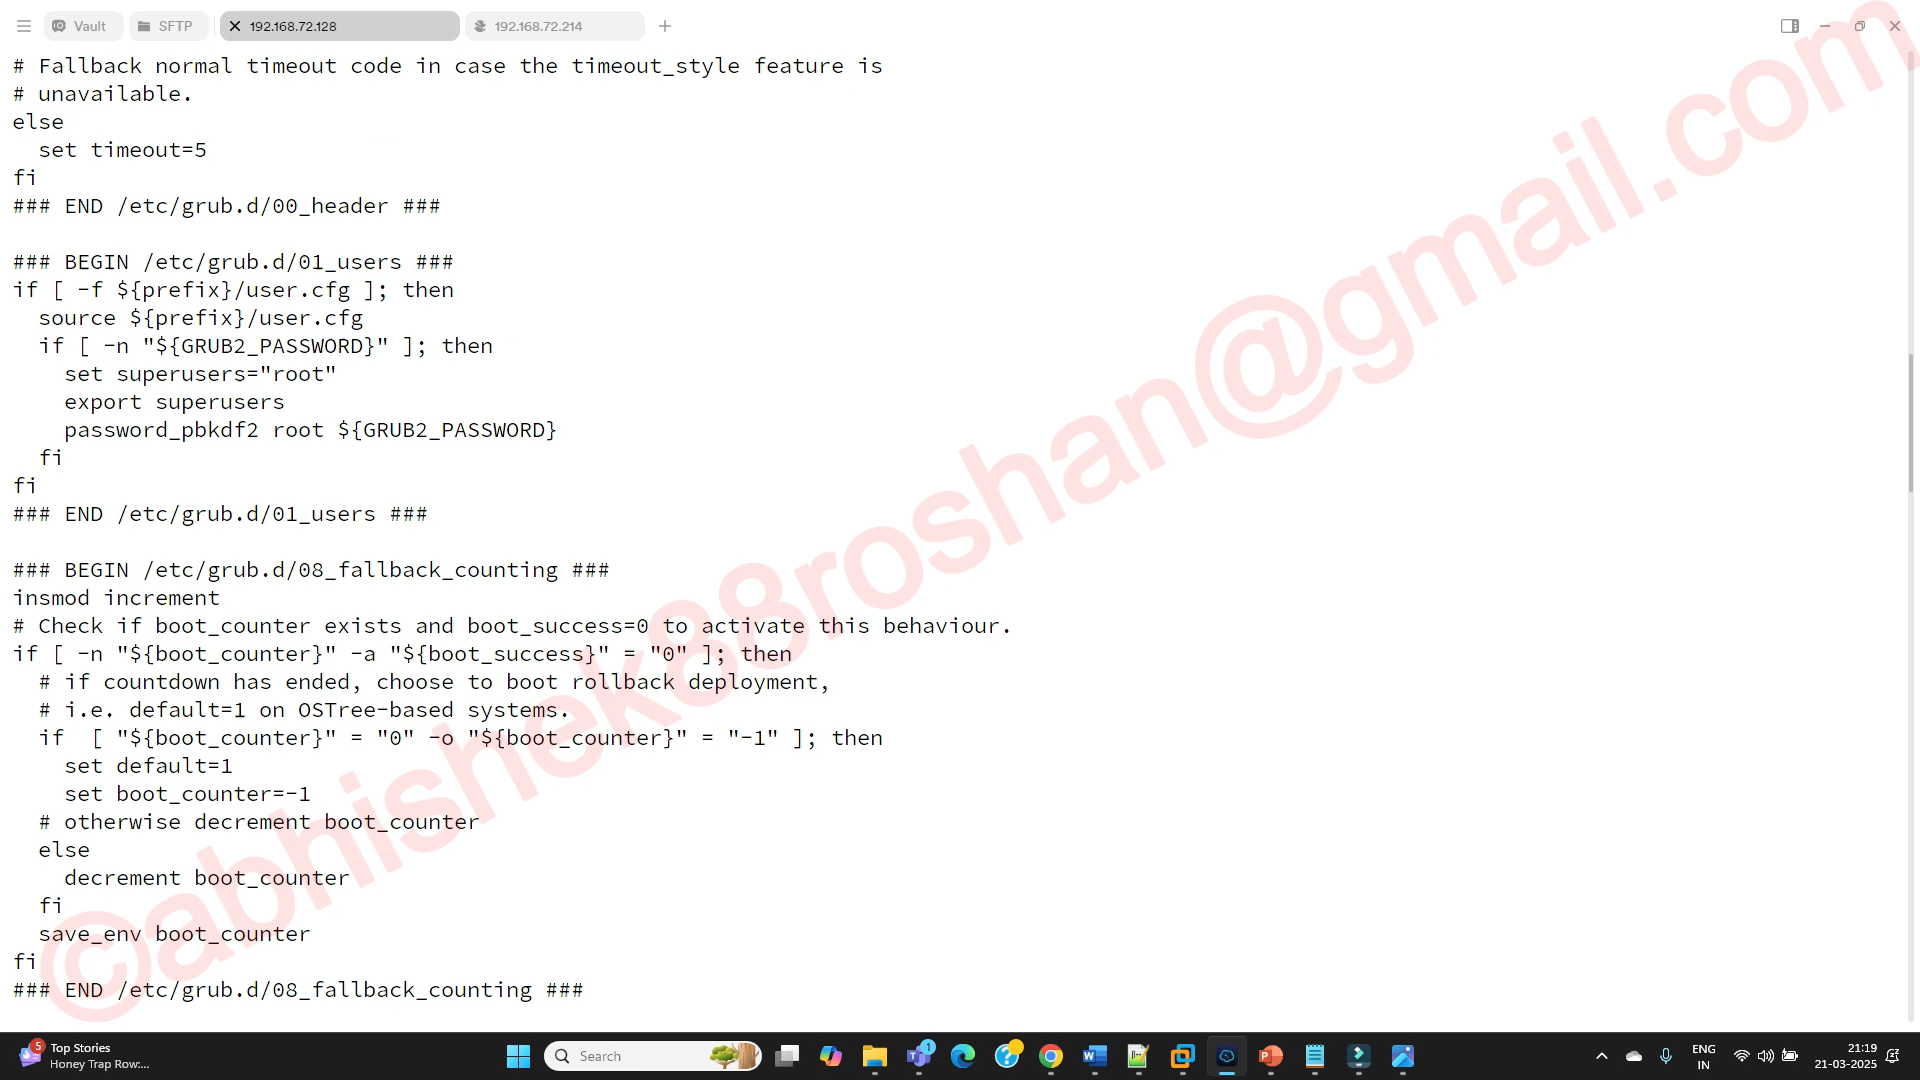 Vault
SFTP
192.168.72.128
192.168.72.214
# Fallback normal timeout code in case the timeout_style feature is
# unavailable.
else
  set timeout=5
fi
### END /etc/grub.d/00_header ###

### BEGIN /etc/grub.d/01_users ###
if [ -f ${prefix}/user.cfg ]; then
  source ${prefix}/user.cfg
  if [ -n "${GRUB2_PASSWORD}" ]; then
    set superusers="root"
    export superusers
    password_pbkdf2 root ${GRUB2_PASSWORD}
  fi
fi
### END /etc/grub.d/01_users ###

### BEGIN /etc/grub.d/08_fallback_counting ###
insmod increment
# Check if boot_counter exists and boot_success=0 to activate this behaviour.
if [ -n "${boot_counter}" -a "${boot_success}" = "0" ]; then
  # if countdown has ended, choose to boot rollback deployment,
  # i.e. default=1 on OSTree-based systems.
  if  [ "${boot_counter}" = "0" -o "${boot_counter}" = "-1" ]; then
    set default=1
    set boot_counter=-1
  # otherwise decrement boot_counter
  else
    decrement boot_counter
  fi
  save_env boot_counter
fi
### END /etc/grub.d/08_fallback_counting ###
©abhishek88roshan@gmail.com
5
Top Stories
Honey Trap Row:...
Search
1
ENG
IN
21:19
21-03-2025